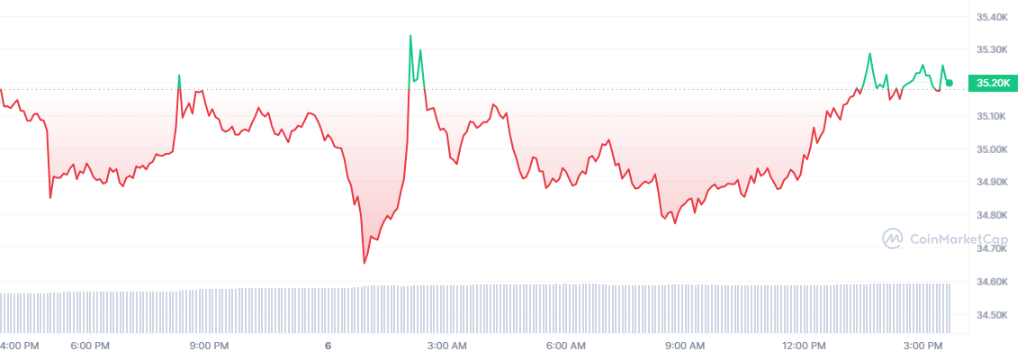 35.40K
35.30K
35.20K
35.10K
35.00K
34.90K
34.80K
CoinMarketCap
34.70K
34.60K
34.50K
4:00 PM 6:00 PM 9:00 PM 6 3:00 AM 6:00 AM 9:00 AM 12:00 PM 3:00 PM